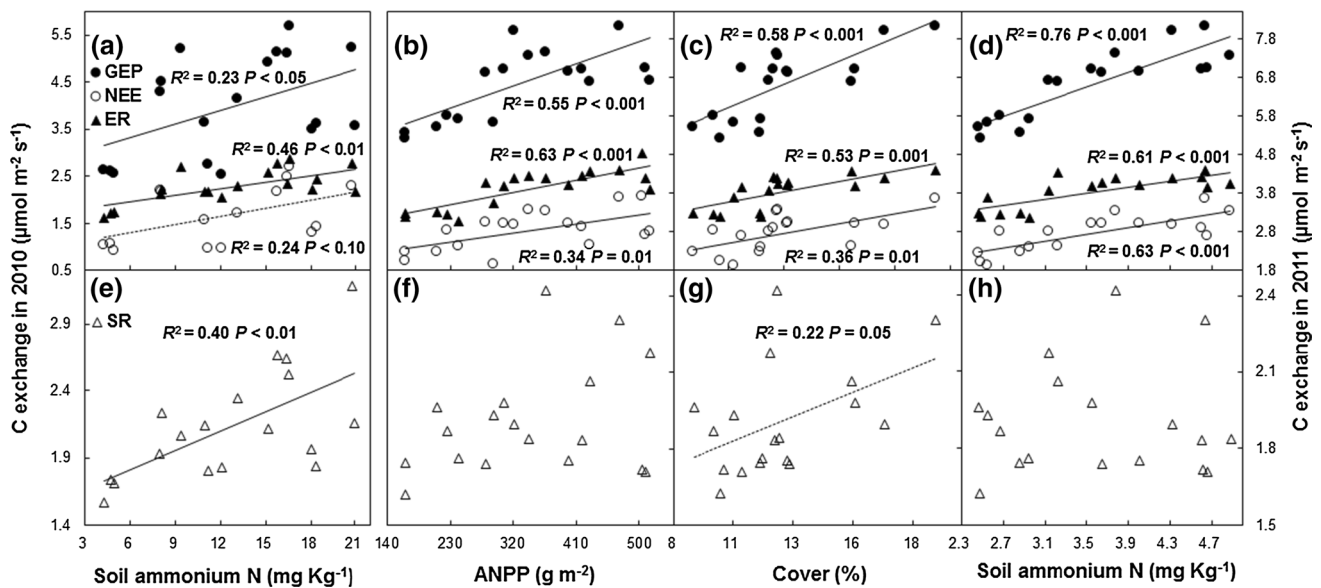 C exchange in 2010 (µmol m-2 s-1)
5.5
4.5
3.5
2.5
1.5
0.5
(a)
GEP
NEE
ER
R2 = 0.23 P < 0.05
R2 = 0.46 P < 0.01
R2 = 0.24 P < 0.10
(b)
R2 = 0.55 P < 0.001
R2 = 0.63 P < 0.001
R2 = 0.34 P = 0.01
(c)
R2 = 0.58 P < 0.001
R2 = 0.53 P = 0.001
R2 = 0.36 P = 0.01
(d)
R2 = 0.76 P < 0.001
R2 = 0.61 P < 0.001
R2 = 0.63 P < 0.001
7.8
6.8
5.8
4.8
3.8
2.8
1.8
C exchange in 2011 (µmol m-2 s-1)
2.9
2.4
1.9
1.4
(e)
SR
R2 = 0.40 P < 0.01
(f)
(g)
R2 = 0.22 P = 0.05
(h)
2.4
2.1
1.8
1.5
3 6 9 12 15 18 21
140 230 320 410 500
8 11 13 16 18
2.3 2.7 3.1 3.5 3.9 4.3 4.7
Soil ammonium N (mg Kg-1)
ANPP (g m-2)
Cover (%)
Soil ammonium N (mg Kg-1)